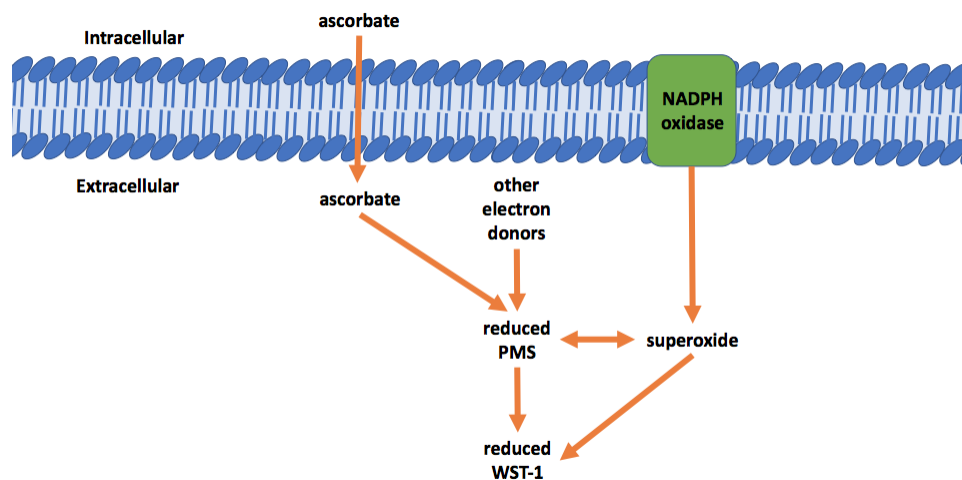 ascorbate
Intracellular
NADPH
oxidase
Extracellular
ascorbate
other
electron
donors
reduced
PMS
superoxide
reduced
WST-1